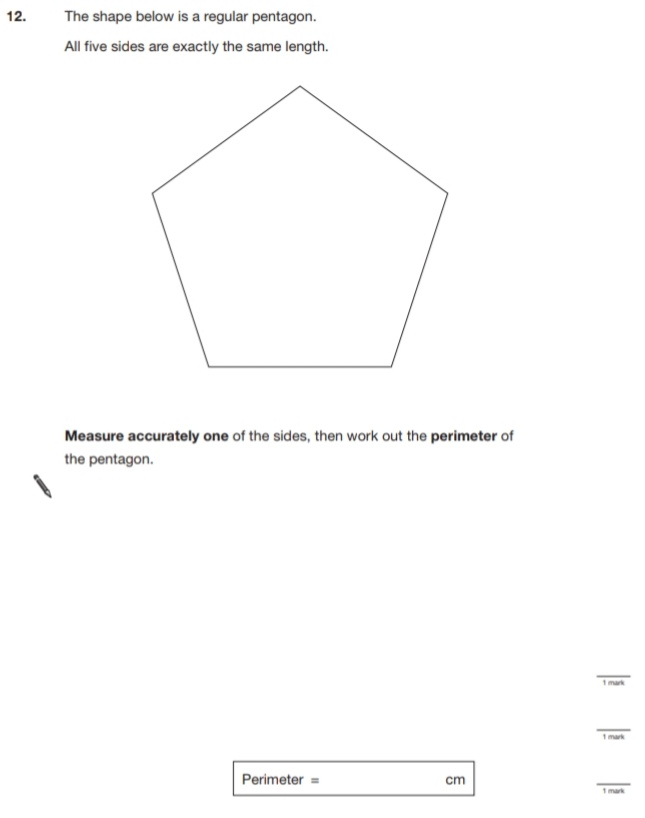 12. The shape below is a regular pentagon.
All five sides are exactly the same length.
Measure accurately one of the sides, then work out the perimeter of
the pentagon.
1 mark
1 mark
Perimeter = cm
1 mark